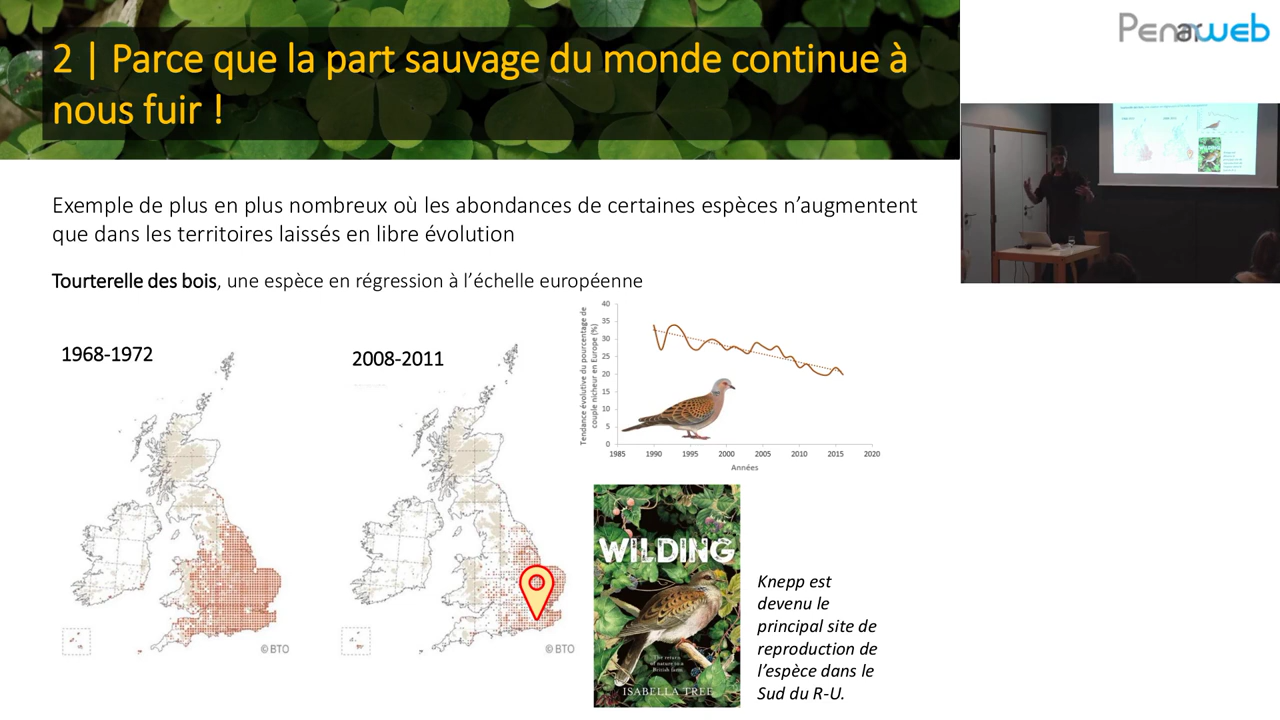 2 | Parce que la part sauvage du monde continue à
nous fuir !
Penarweb
Exemple de plus en plus nombreux où les abondances de certaines espèces n’augmentent
que dans les territoires laissés en libre évolution
Tourterelle des bois, une espèce en régression à l’échelle européenne
1968-1972
2008-2011
© BTO
© BTO
Tendance évolutive du pourcentage de
couple nicheur en Europe (%)
40
35
30
25
20
15
10
5
0
1985 1990 1995 2000 2005 2010 2015 2020
Années
WILDING
The return
of nature to a
British farm
ISABELLA TREE
Knepp est
devenu le
principal site de
reproduction de
l’espèce dans le
Sud du R-U.